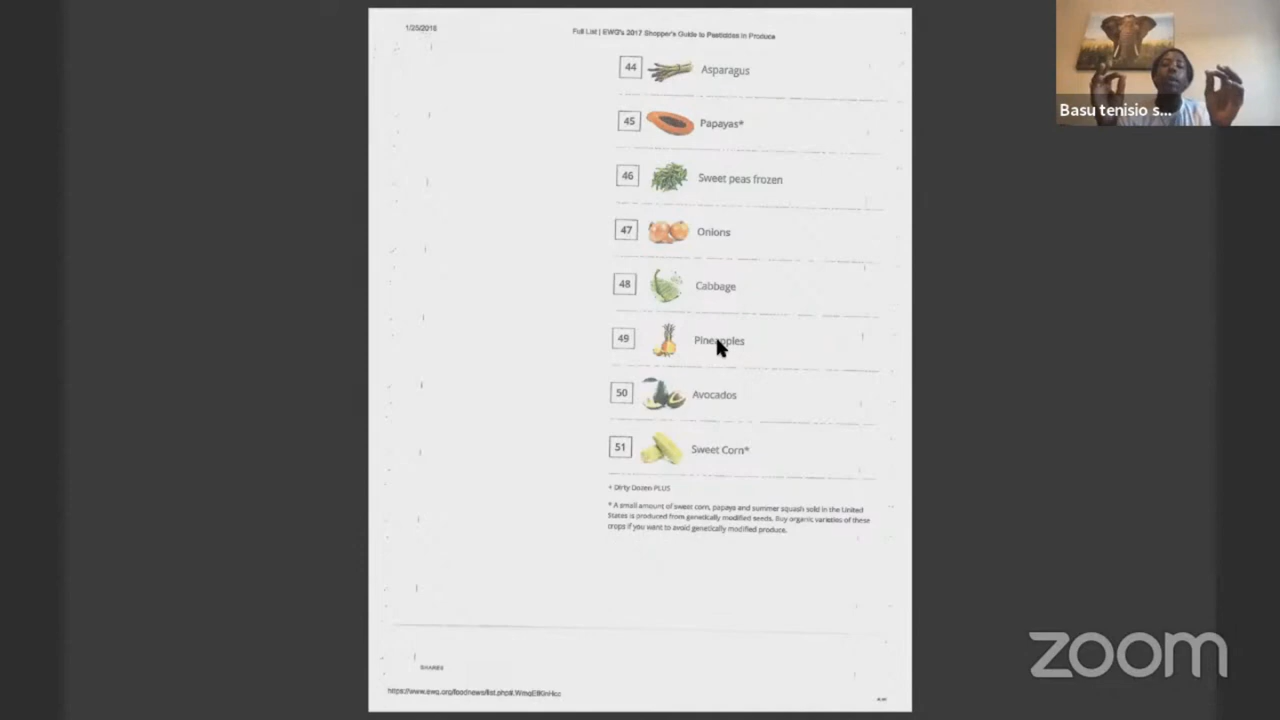 1/25/2018
Full List | EWG's 2017 Shopper's Guide to Pesticides in Produce
44 Asparagus
45 Papayas*
46 Sweet peas frozen
47 Onions
48 Cabbage
49 Pineapples
50 Avocados
51 Sweet Corn*
+ Dirty Dozen PLUS
* A small amount of sweet corn, papaya and summer squash sold in the United
States is produced from genetically modified seeds. Buy organic varieties of these
crops if you want to avoid genetically modified produce.
SHARES
Basu tenisio s...
zoom